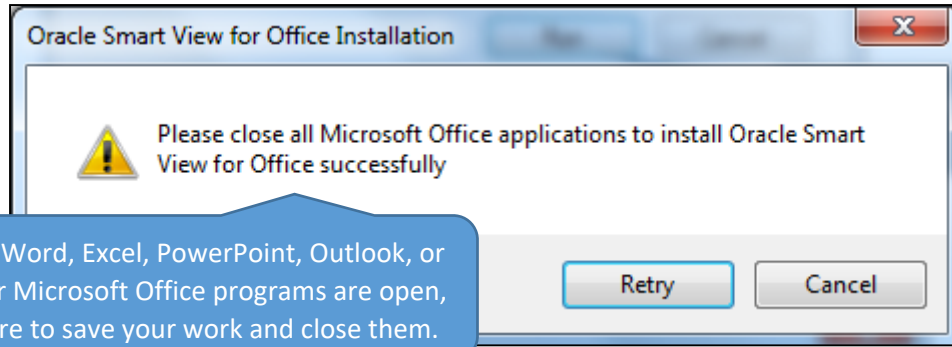 Oracle Smart View for Office Installation
Please close all Microsoft Office applications to install Oracle Smart
View for Office successfully
Word, Excel, PowerPoint, Outlook, or
r Microsoft Office programs are open,
re to save your work and close them.
Retry
Cancel